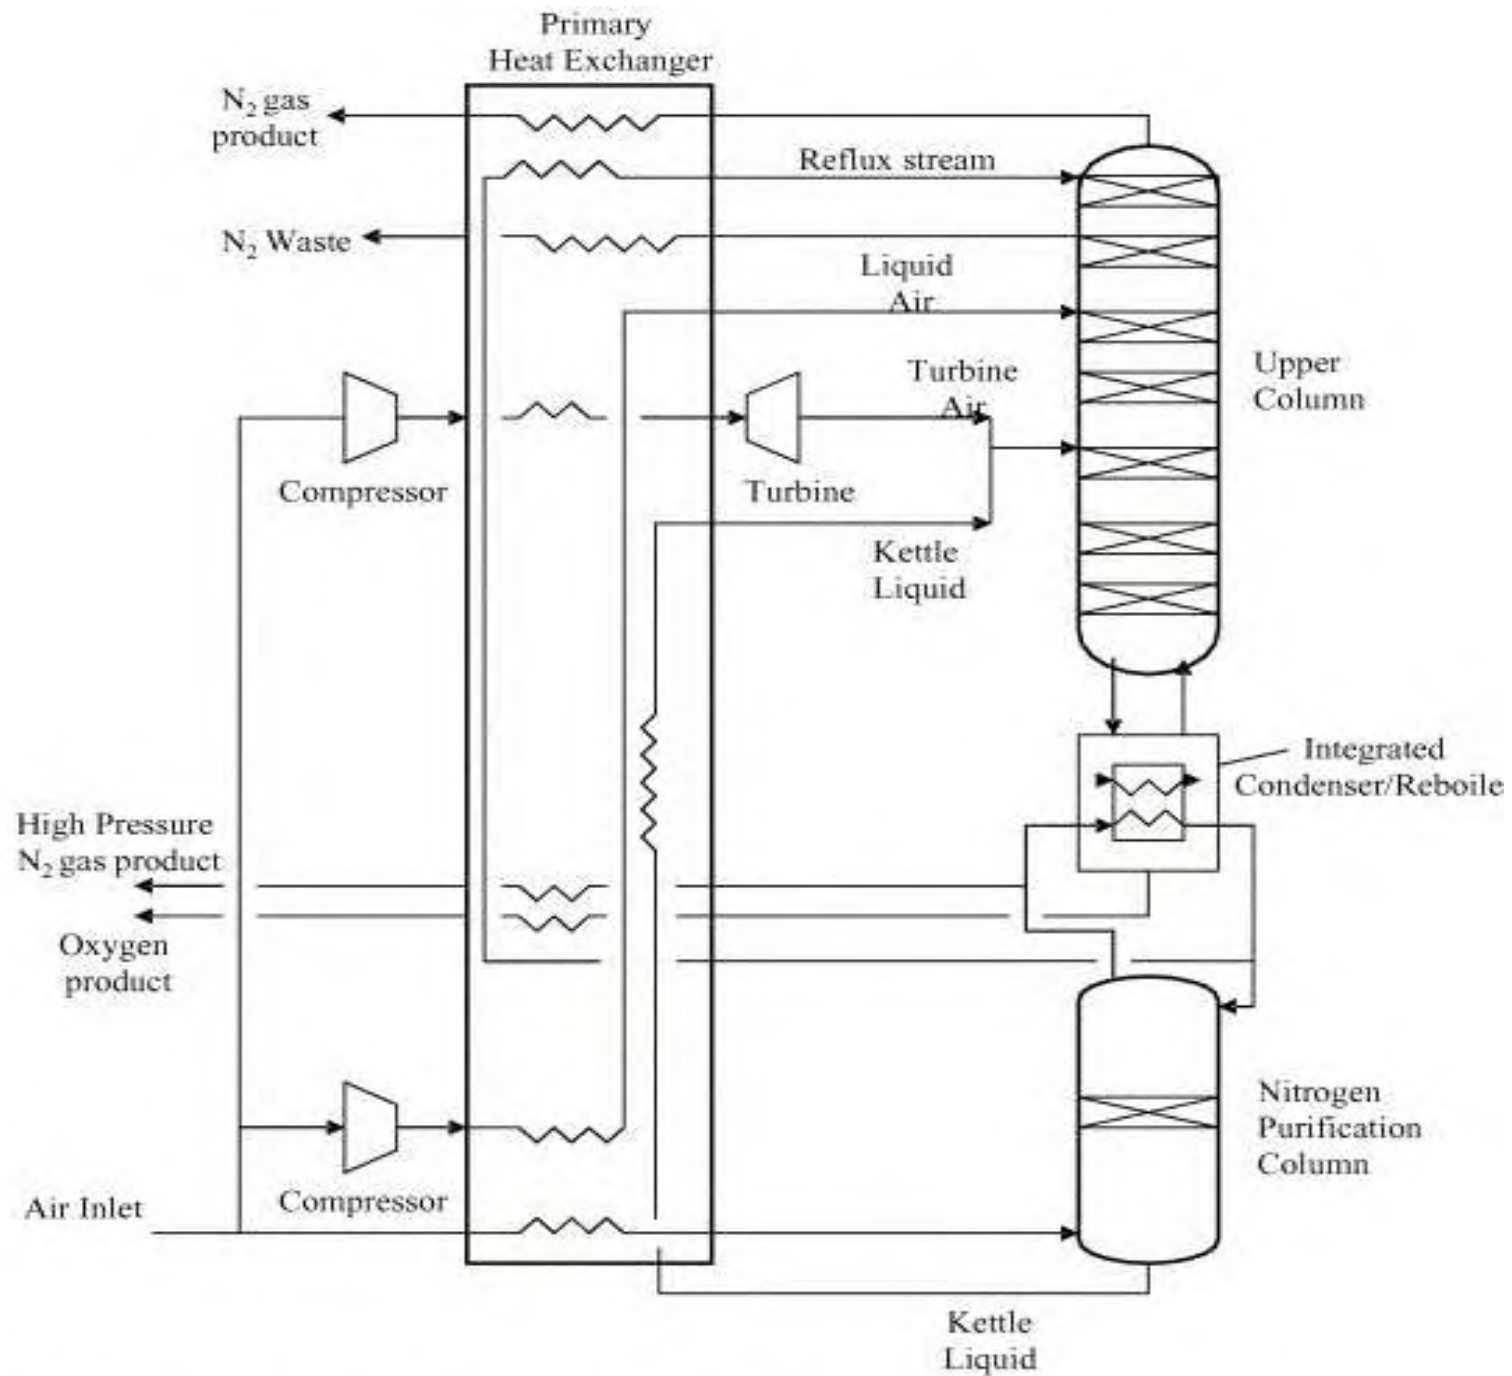 Primary
Heat Exchanger
N₂ gas
product
Reflux stream
N₂ Waste
Liquid
Air
Turbine
Air
Upper
Column
Compressor
Turbine
Kettle
Liquid
Integrated
Condenser/Reboile
High Pressure
N₂ gas product
Oxygen
product
Nitrogen
Purification
Column
Compressor
Air Inlet
Kettle
Liquid